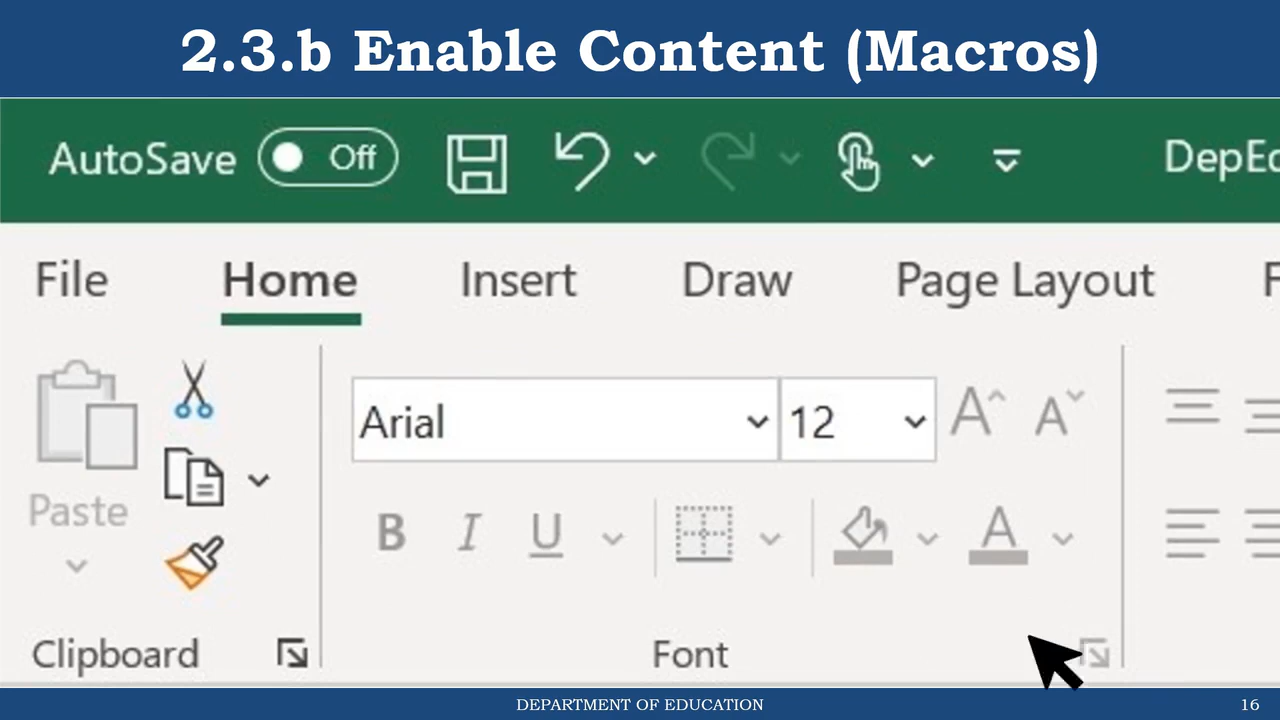 2.3.b Enable Content (Macros)
AutoSave Off DepEd
File Home Insert Draw Page Layout F
Arial 12
Paste
B I U A
Clipboard Font
DEPARTMENT OF EDUCATION 16